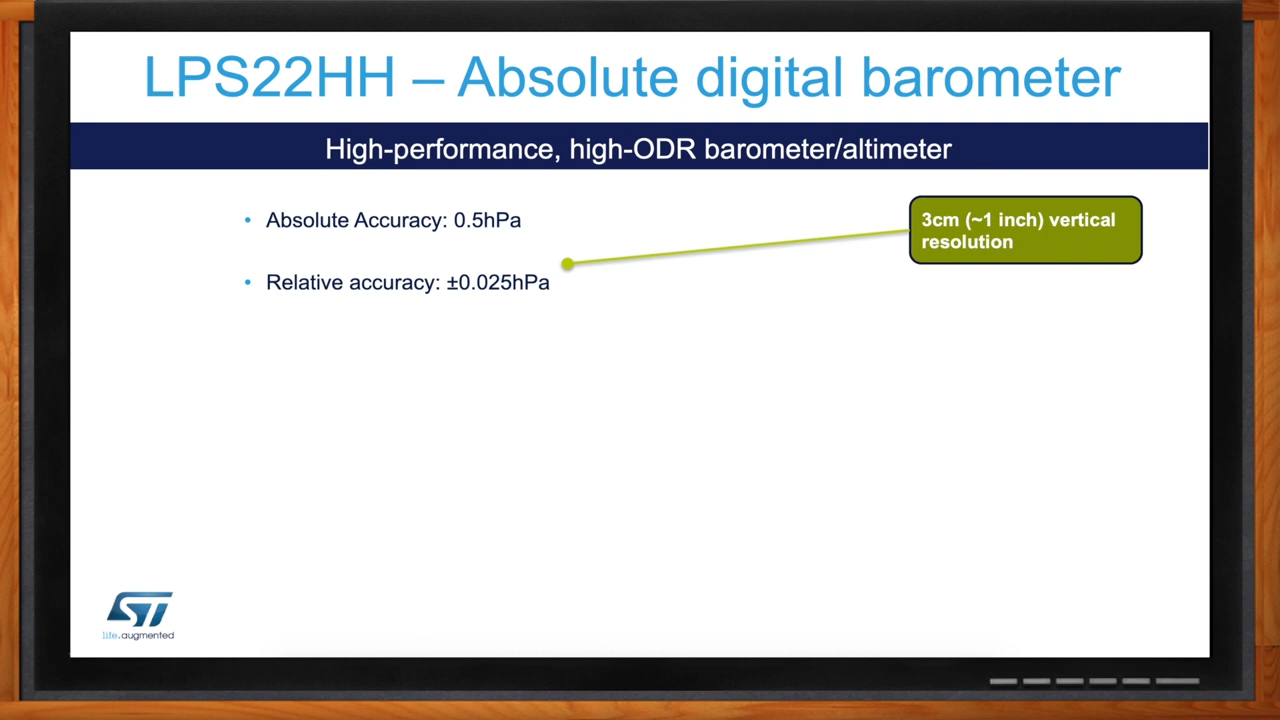 LPS22HH – Absolute digital barometer
High-performance, high-ODR barometer/altimeter
• Absolute Accuracy: 0.5hPa
3cm (~1 inch) vertical
resolution
• Relative accuracy: ±0.025hPa
ST
life.augmented